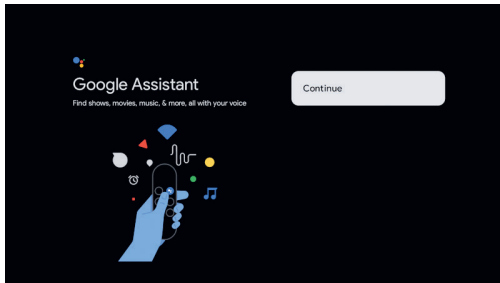 Google Assistant
Find shows, movies, music, & more, all with your voice
Continue